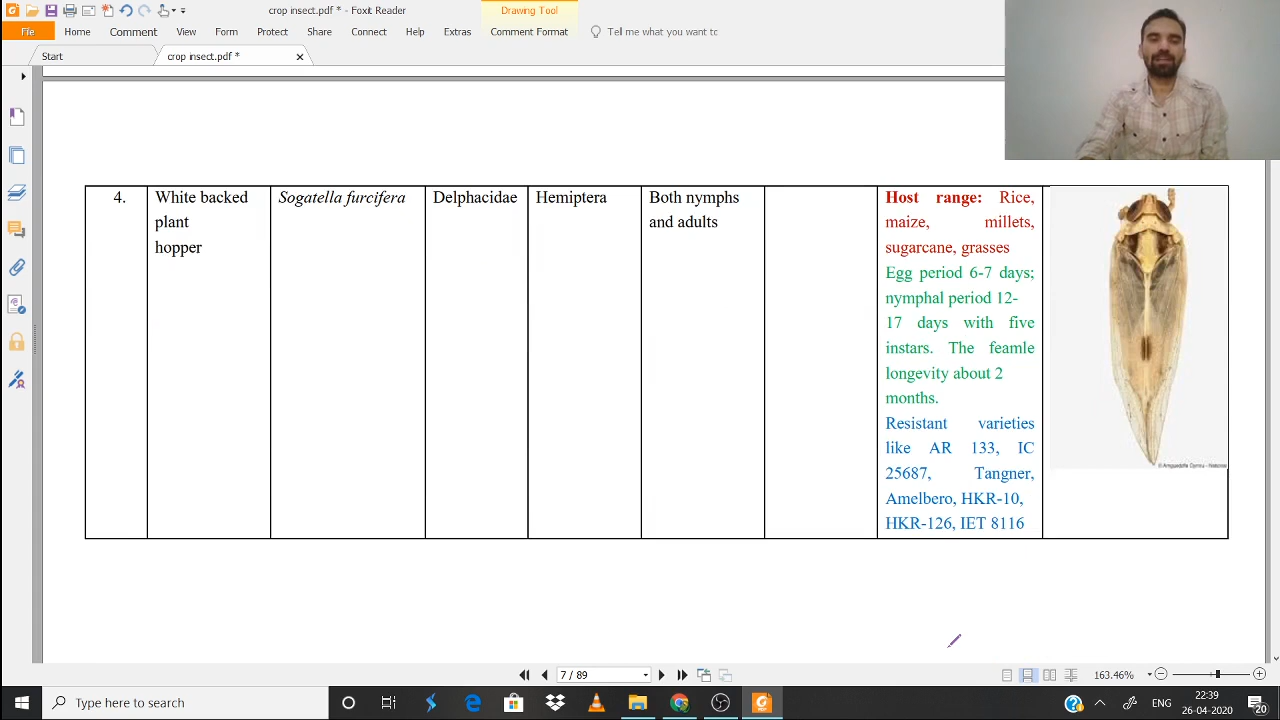 crop insect.pdf * - Foxit Reader
Drawing Tool
File Home Comment View Form Protect Share Connect Help Extras Comment Format Tell me what you want to
Start crop insect.pdf *
4. White backed plant hopper
Sogatella furcifera
Delphacidae
Hemiptera
Both nymphs
and adults
Host range: Rice,
maize, millets,
sugarcane, grasses
Egg period 6-7 days;
nymphal period 12-
17 days with five
instars. The feamle
longevity about 2
months.
Resistant varieties
like AR 133, IC
25687, Tangner,
Amelbero, HKR-10,
HKR-126, IET 8116
7 / 89
163.46%
Type here to search
ENG
22:39
26-04-2020
20